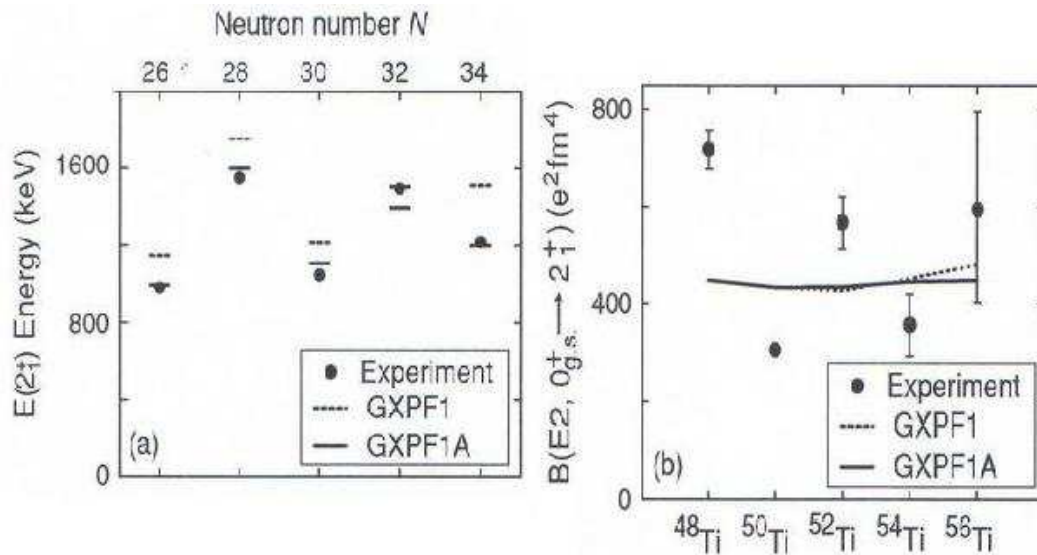 Neutron number N
26 28 30 32 34
E(2⁺₁) Energy (keV)
1600
800
0
(a)
Experiment
GXPF1
GXPF1A
B(E2, 0⁺g.s. → 2⁺₁) (e²fm⁴)
800
400
0
(b)
Experiment
GXPF1
GXPF1A
⁴⁸Ti ⁵⁰Ti ⁵²Ti ⁵⁴Ti ⁵⁶Ti